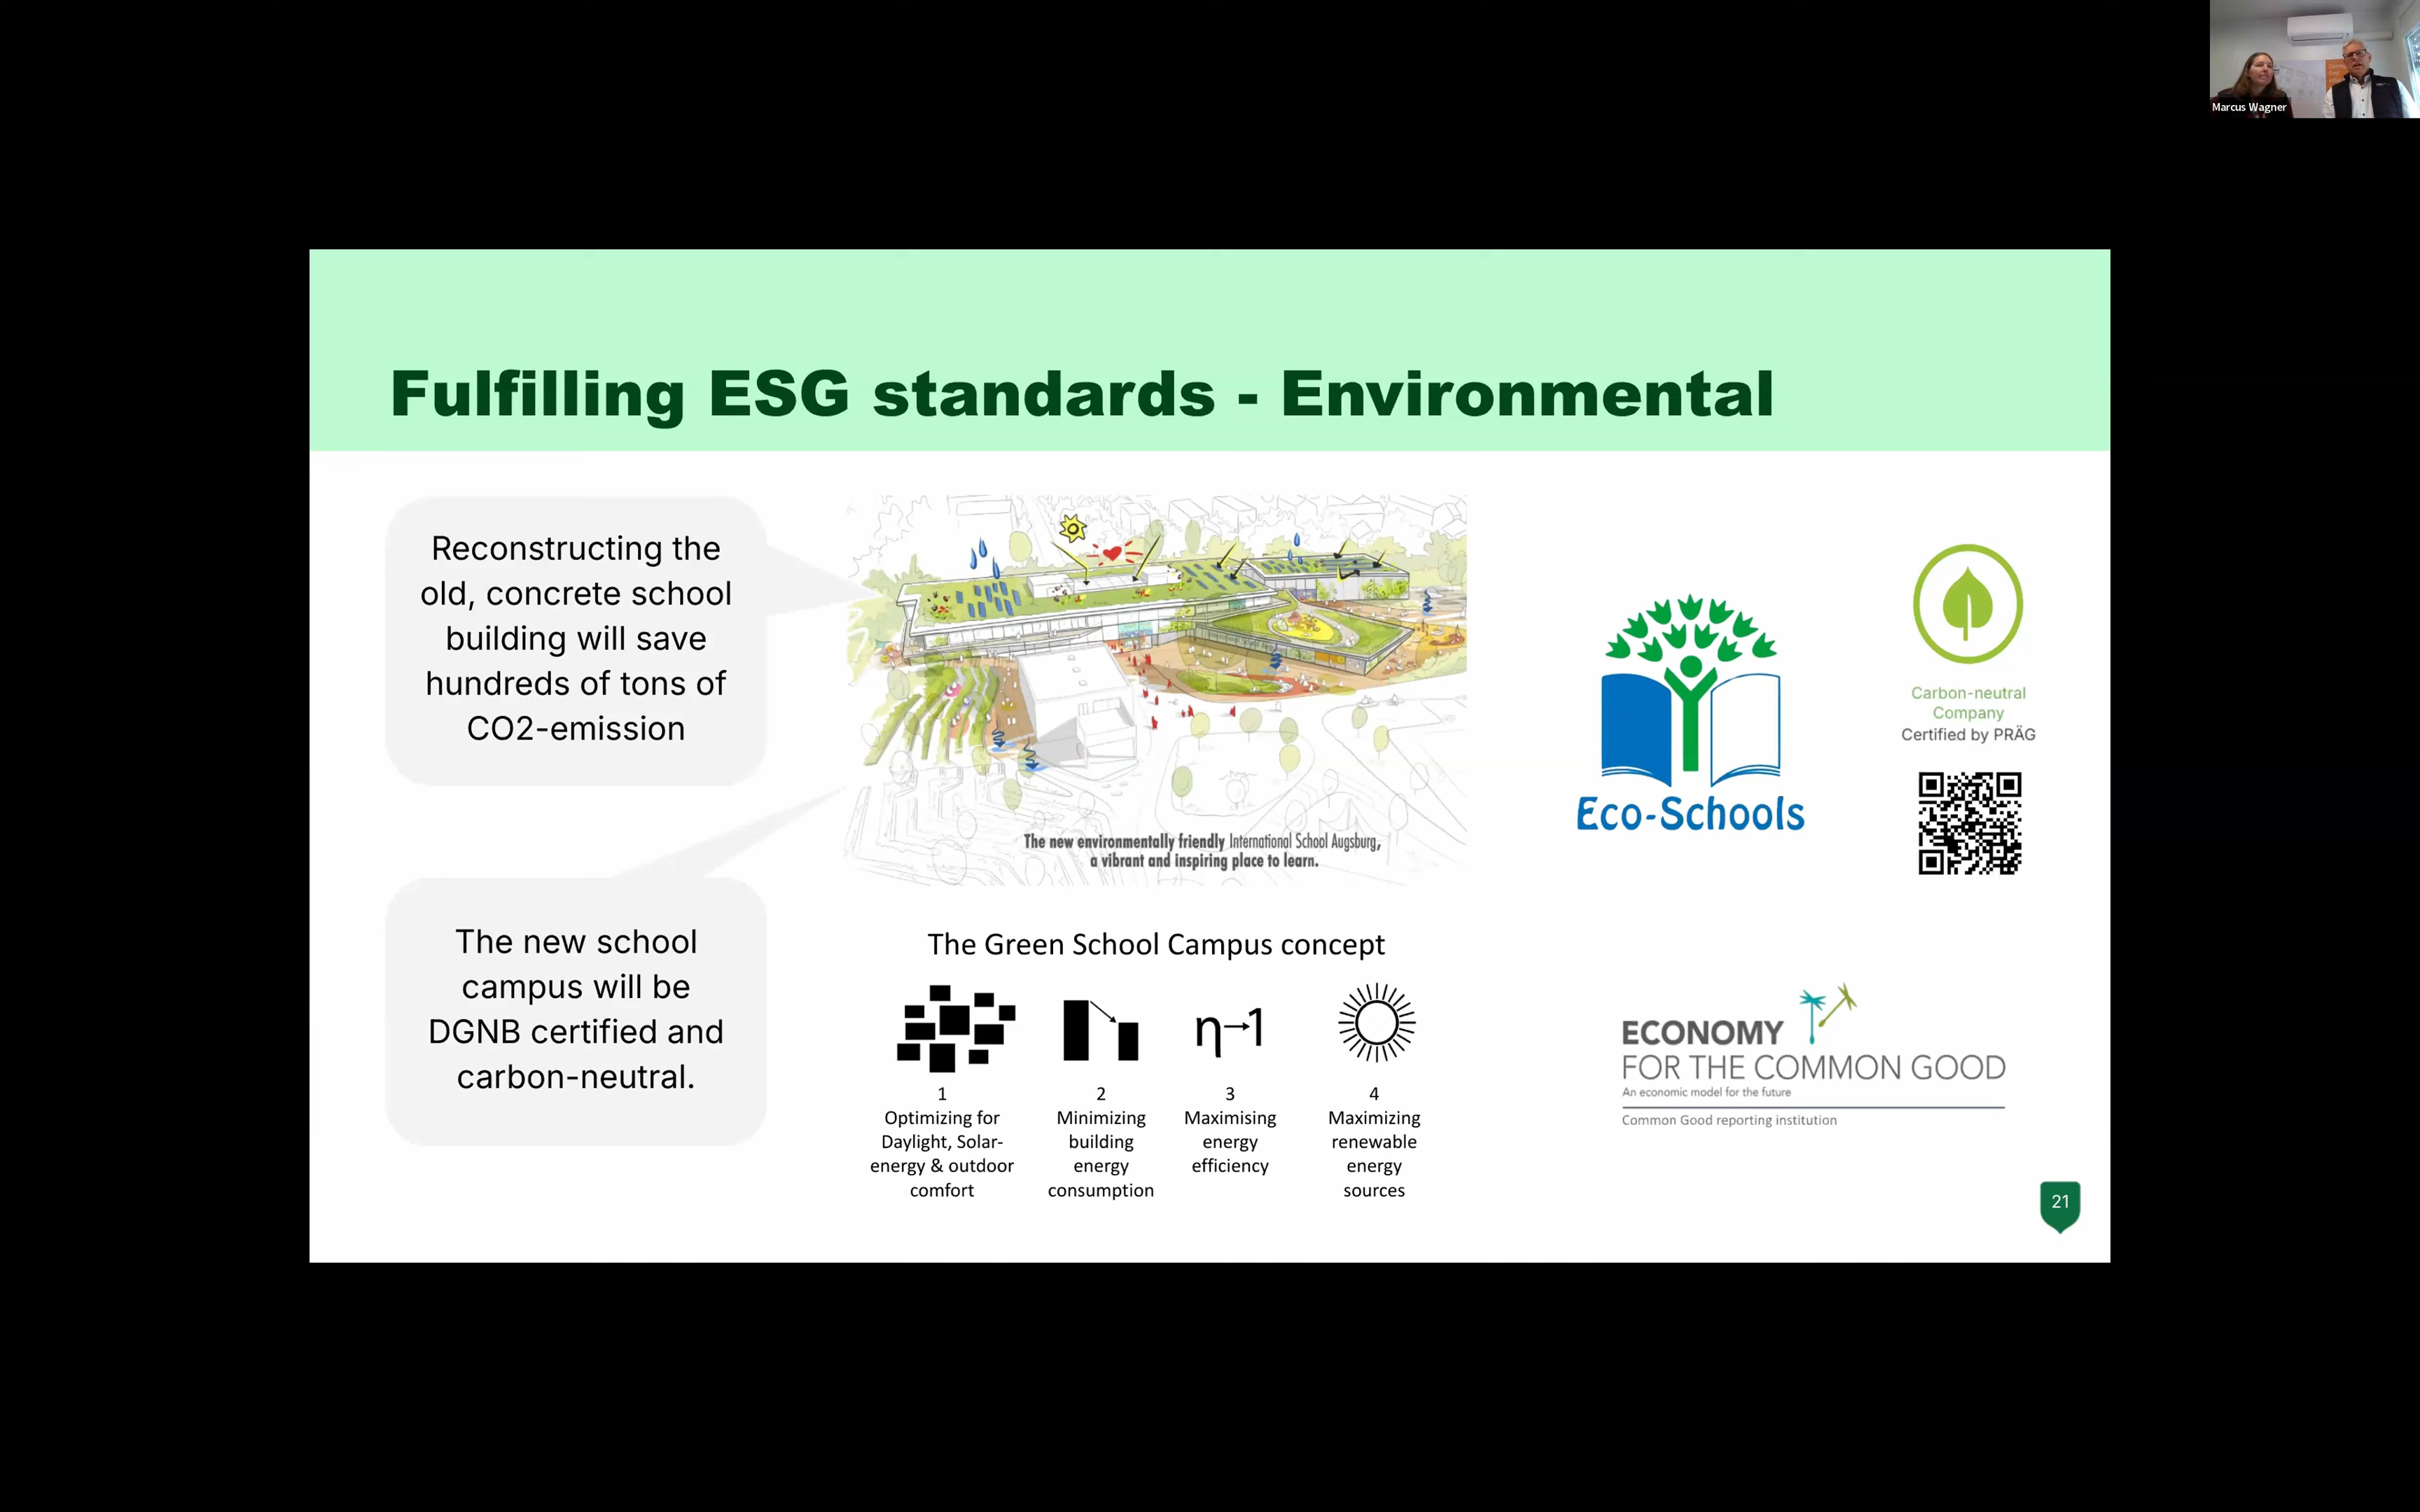 Marcus Wagner
Fulfilling ESG standards - Environmental
Reconstructing the
old, concrete school
building will save
hundreds of tons of
CO2-emission
The new school
campus will be
DGNB certified and
carbon-neutral.
The new environmentally friendly International School Augsburg,
a vibrant and inspiring place to learn.
The Green School Campus concept
η→1
1
Optimizing for
Daylight, Solar-
energy & outdoor
comfort
2
Minimizing
building
energy
consumption
3
Maximising
energy
efficiency
4
Maximizing
renewable
energy
sources
Eco-Schools
Carbon-neutral
Company
Certified by PRÄG
ECONOMY
FOR THE COMMON GOOD
An economic model for the future
Common Good reporting institution
21